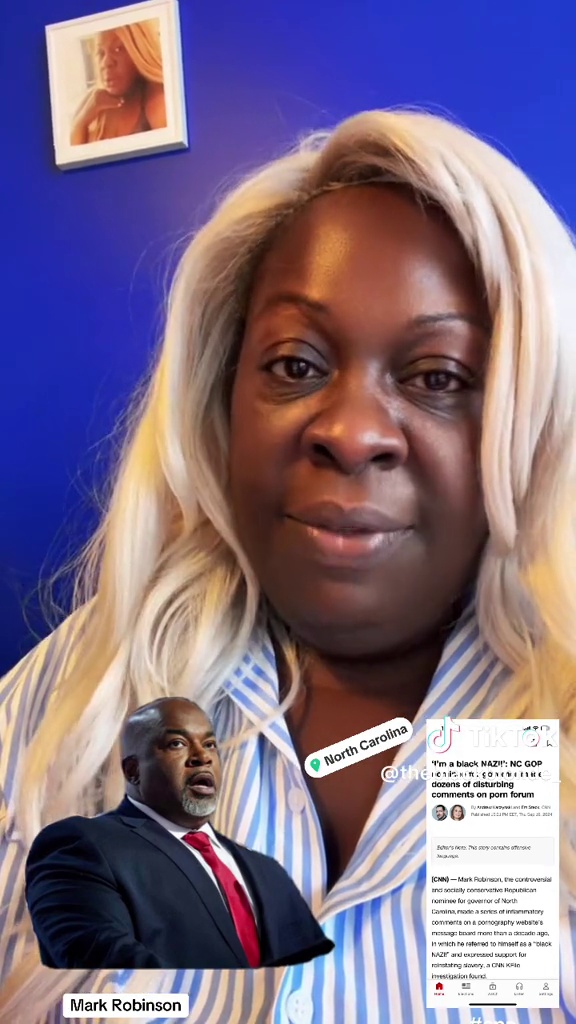 North Carolina
TikTok
'I'm a black NAZI!': NC GOP
dozens of disturbing
comments on porn forum
Editor's Note: This story contains offensive
language.
(CNN) — Mark Robinson, the controversial
and socially conservative Republican
nominee for governor of North
Carolina, made a series of inflammatory
comments on a pornography website's
message board more than a decade ago,
in which he referred to himself as a "black
NAZI!" and expressed support for
reinstating slavery, a CNN KFile
investigation found.
Mark Robinson